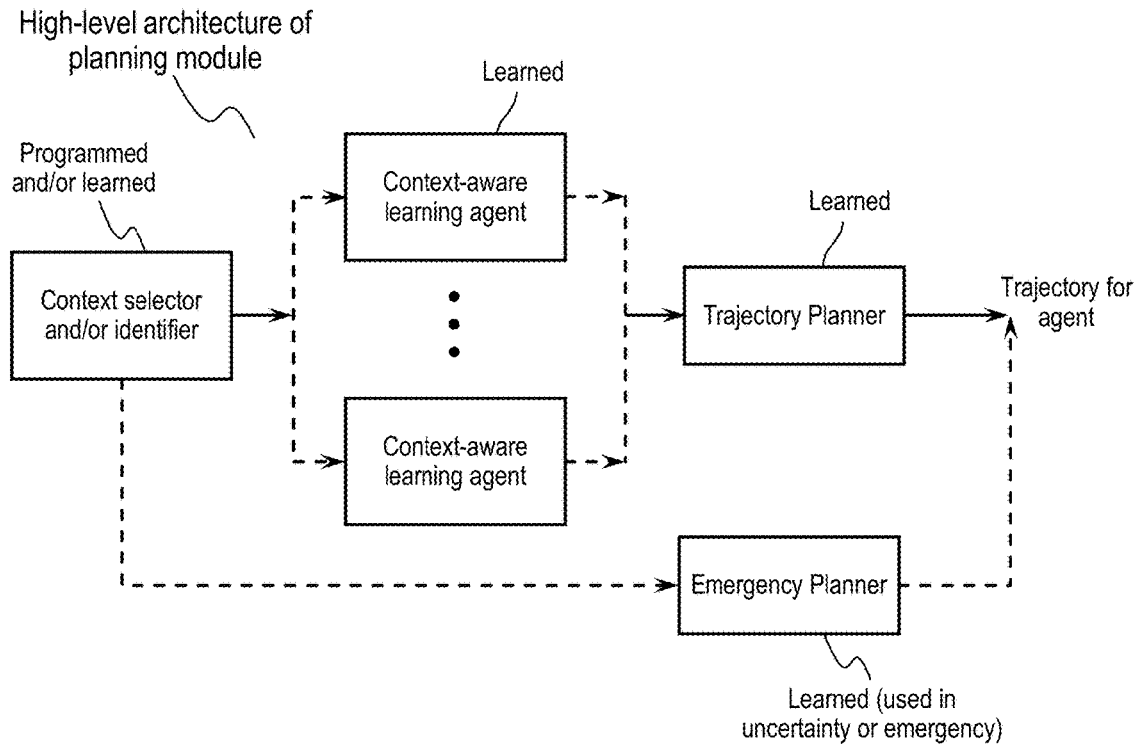 High-level architecture of
planning module
Learned
Programmed
and/or learned
Context-aware
learning agent
Learned
Context selector
and/or identifier
Trajectory Planner
Trajectory for
agent
Context-aware
learning agent
Emergency Planner
Learned (used in
uncertainty or emergency)